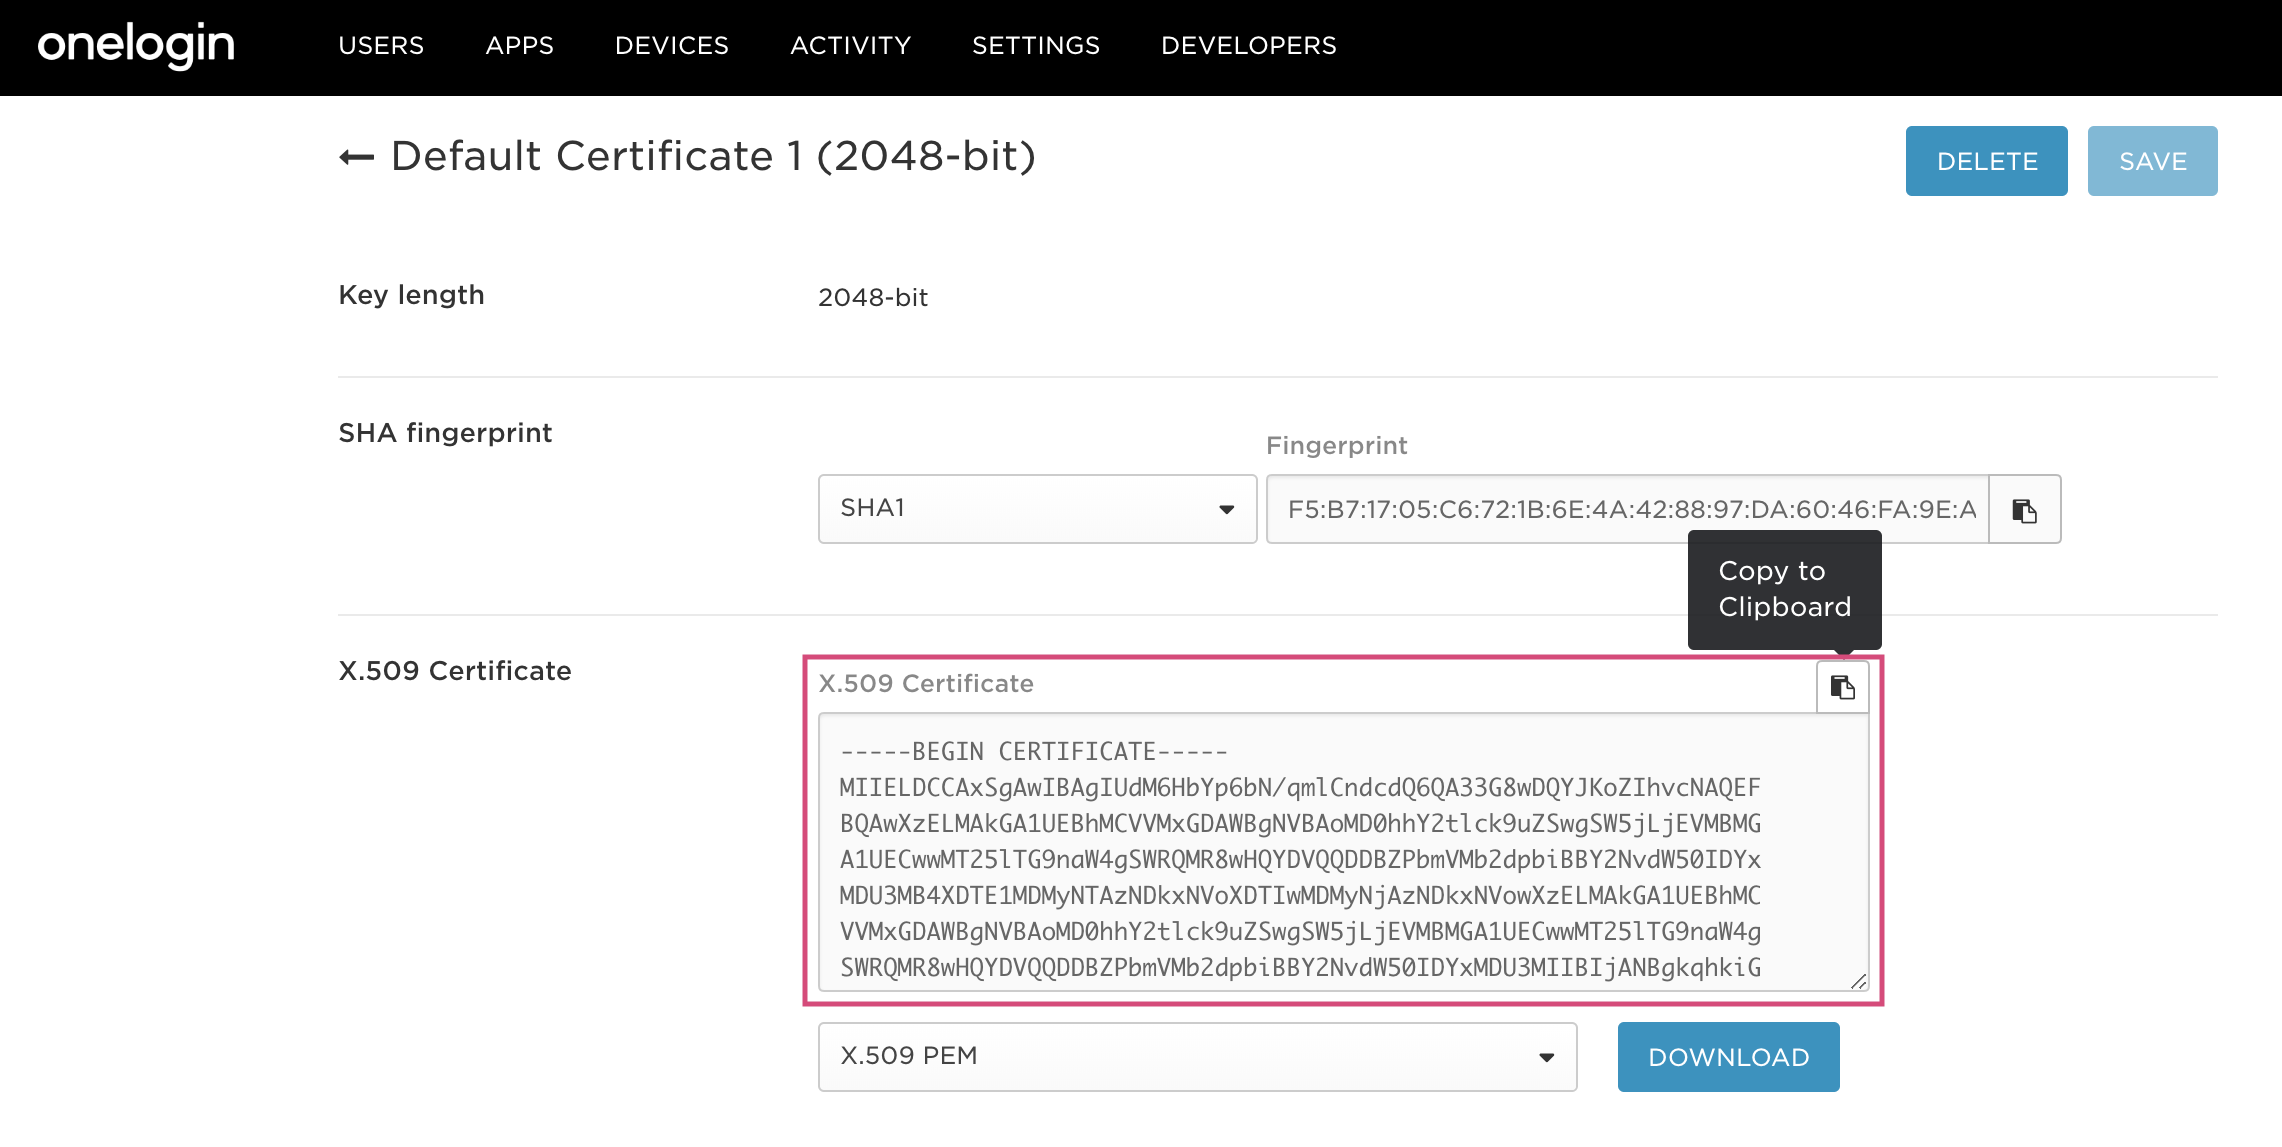 onelogin
USERS
APPS
DEVICES
ACTIVITY
SETTINGS
DEVELOPERS
Default Certificate 1 (2048-bit)
DELETE
SAVE
Key length
2048-bit
SHA fingerprint
Fingerprint
SHA1
F5:B7:17:05:C6:72:1B:6E:4A:42:88:97:DA:60:46:FA:9E:A
Copy to
Clipboard
X.509 Certificate
X.509 Certificate
-----BEGIN CERTIFICATE-----
MIIELDCCAxSgAwIBAgIUdM6HbYp6bN/qmlCndcdQ6QA33G8wDQYJKoZIhvcNAQEF
BQAwXzELMAkGA1UEBhMCVVMxGDAWBgNVBAoMD0hhY2tlck9uZSwgSW5jLjEVMBMG
A1UECwwMT25lTG9naW4gSWRQMR8wHQYDVQQDDBZPbmVMb2dpbiBBY2NvdW50IDYx
MDU3MB4XDTE1MDMyNTAzNDkxNVoXDTIwMDMyNjAzNDkxNVowXzELMAkGA1UEBhMC
VVMxGDAWBgNVBAoMD0hhY2tlck9uZSwgSW5jLjEVMBMGA1UECwwMT25lTG9naW4g
SWRQMR8wHQYDVQQDDBZPbmVMb2dpbiBBY2NvdW50IDYxMDU3MIIBIjANBgkqhkiG
X.509 PEM
DOWNLOAD